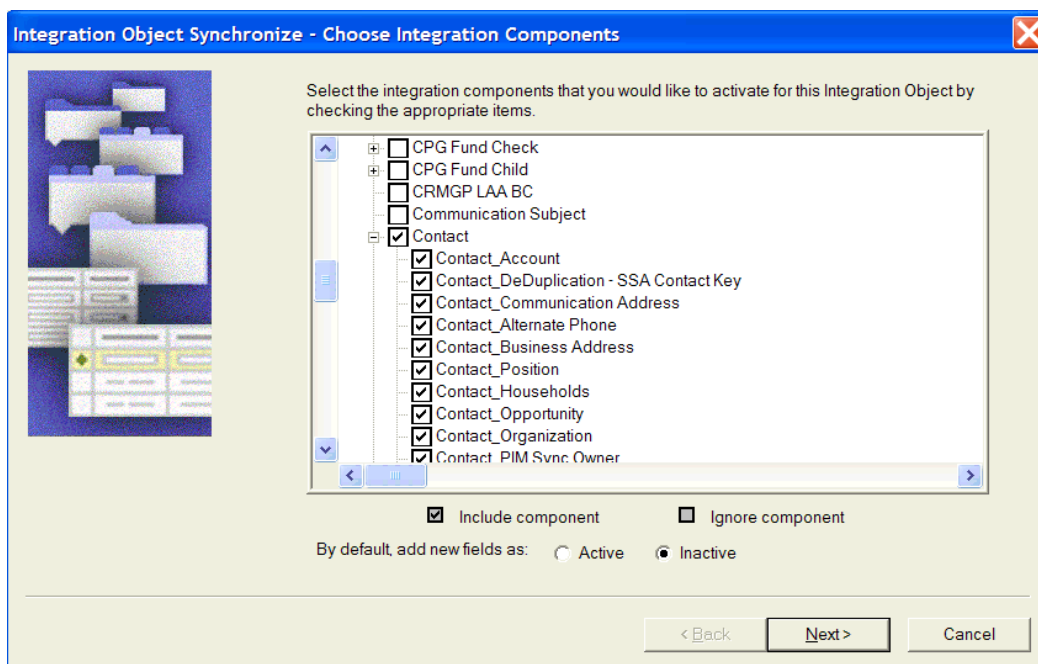 Integration Object Synchronize - Choose Integration Components
Select the integration components that you would like to activate for this Integration Object by
checking the appropriate items.
CPG Fund Check
CPG Fund Child
CRMGP LAA BC
Communication Subject
Contact
Contact_Account
Contact_DeDuplication - SSA Contact Key
Contact_Communication Address
Contact_Alternate Phone
Contact_Business Address
Contact_Position
Contact_Households
Contact_Opportunity
Contact_Organization
Contact_PIM Sync Owner
Include component Ignore component
By default, add new fields as: Active Inactive
< Back Next > Cancel